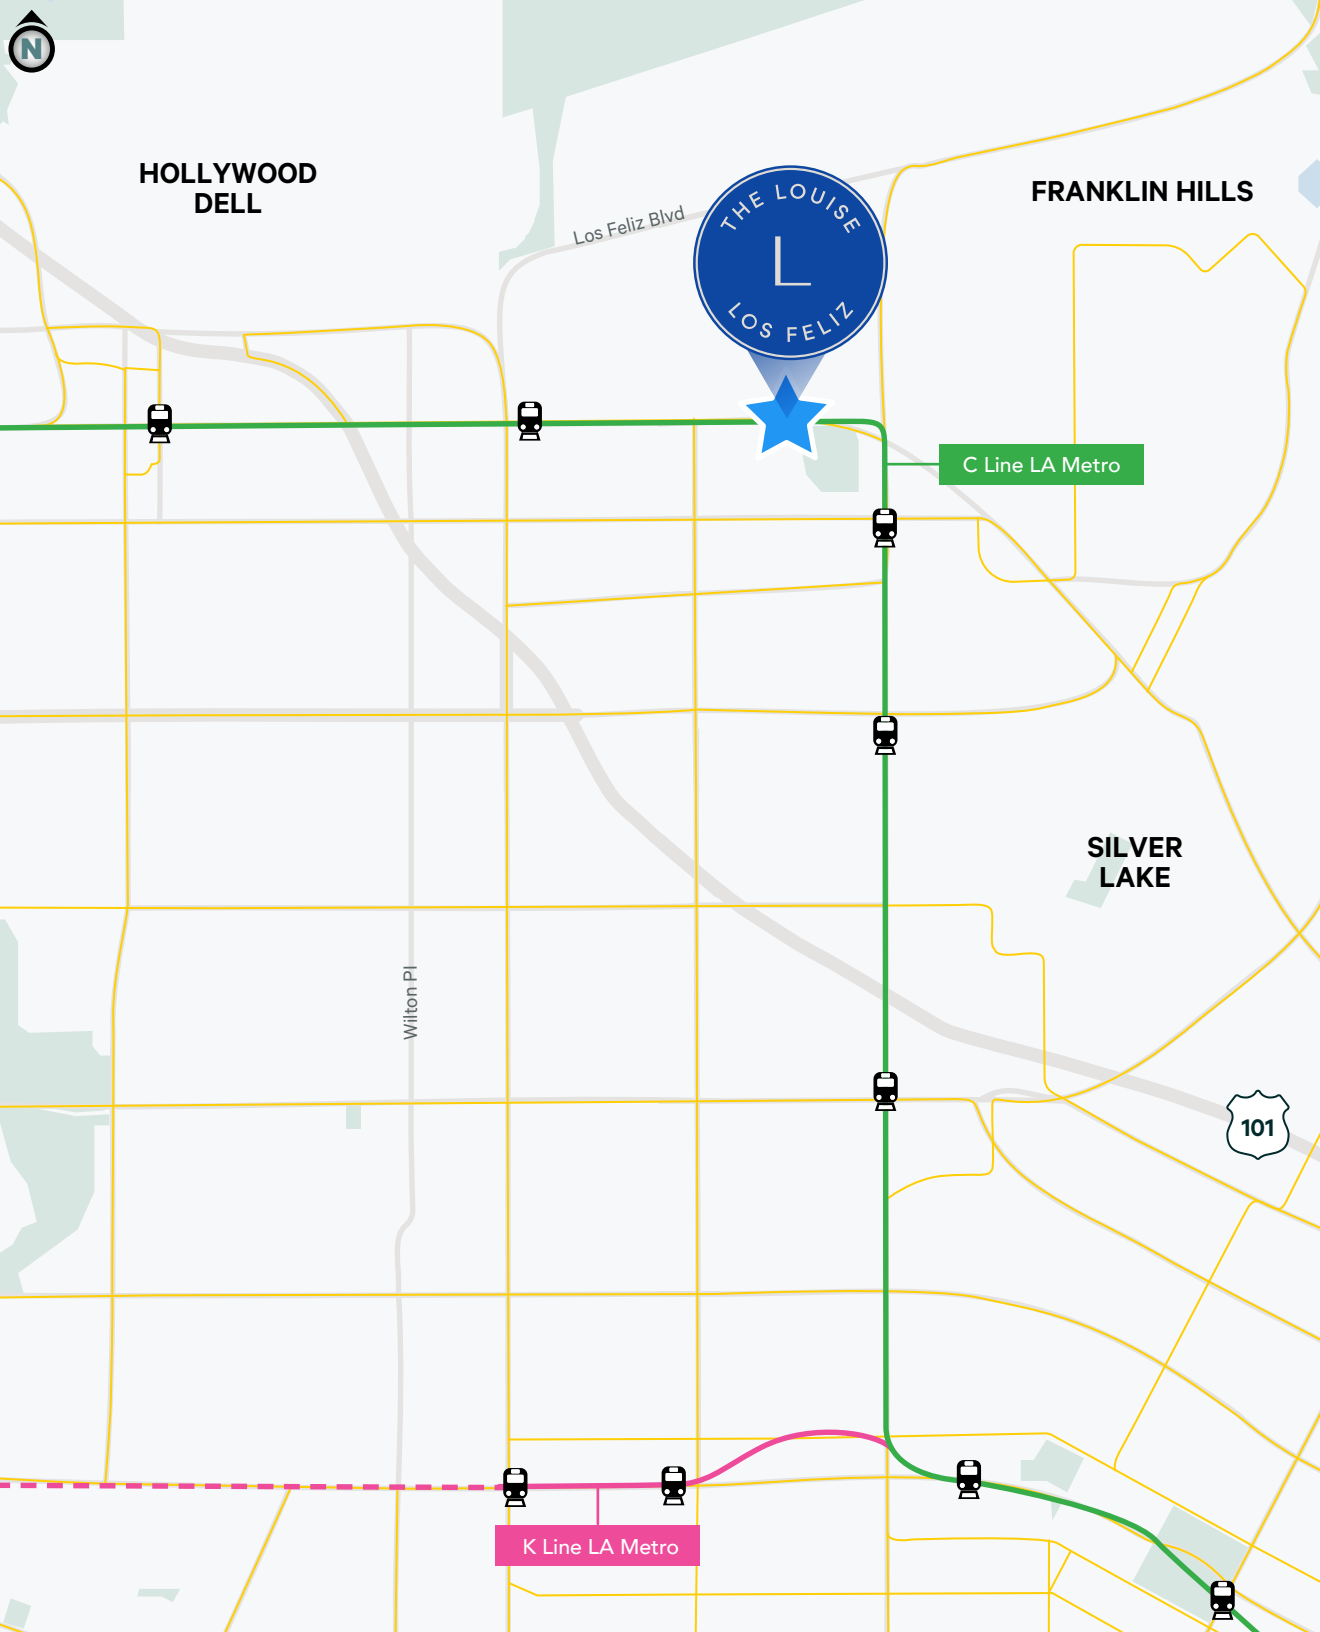 N
HOLLYWOOD
DELL
FRANKLIN HILLS
Los Feliz Blvd
THE LOUISE
L
LOS FELIZ
C Line LA Metro
SILVER
LAKE
Wilton Pl
101
K Line LA Metro